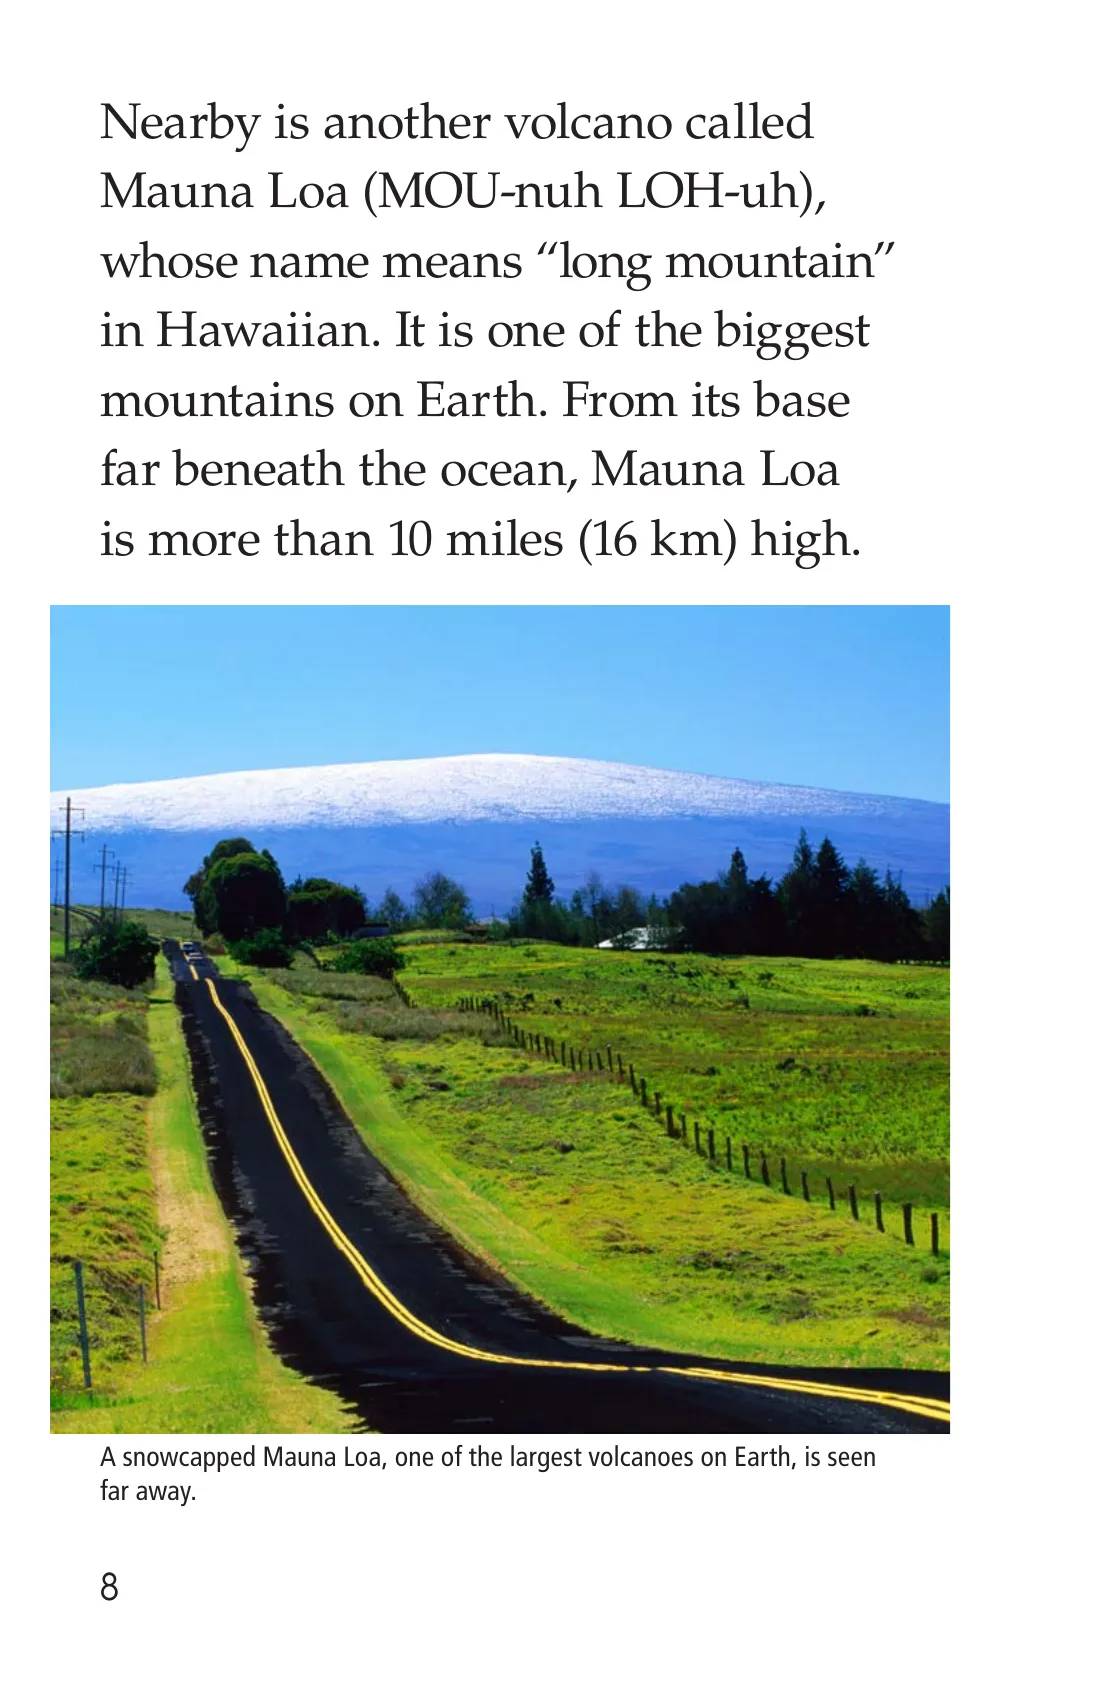 Nearby is another volcano called
Mauna Loa (MOU-nuh LOH-uh),
whose name means “long mountain”
in Hawaiian. It is one of the biggest
mountains on Earth. From its base
far beneath the ocean, Mauna Loa
is more than 10 miles (16 km) high.
A snowcapped Mauna Loa, one of the largest volcanoes on Earth, is seen
far away.
8